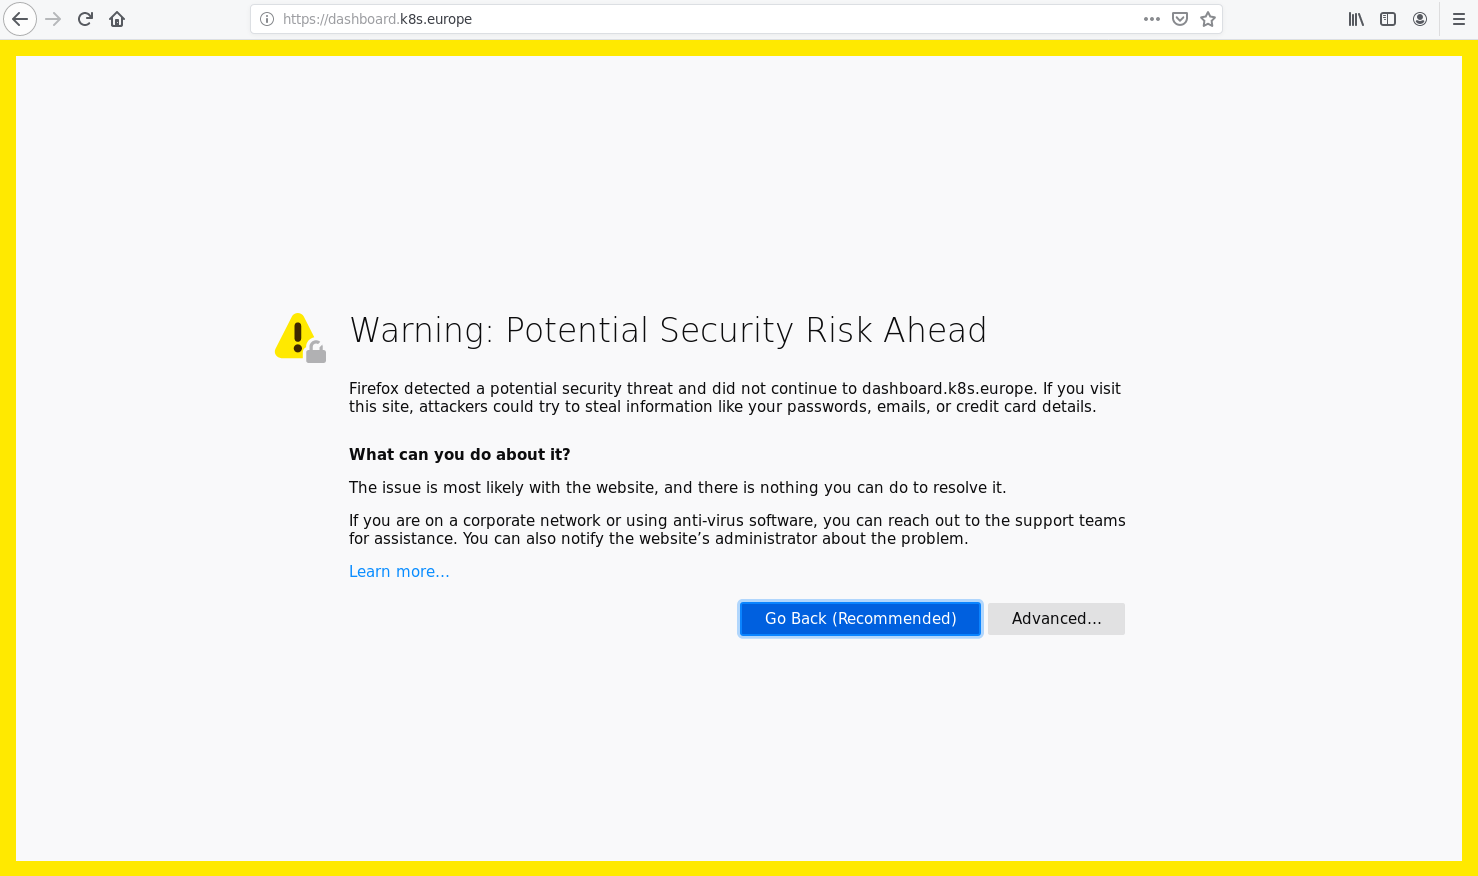 https://dashboard.k8s.europe
Warning: Potential Security Risk Ahead
Firefox detected a potential security threat and did not continue to dashboard.k8s.europe. If you visit
this site, attackers could try to steal information like your passwords, emails, or credit card details.
What can you do about it?
The issue is most likely with the website, and there is nothing you can do to resolve it.
If you are on a corporate network or using anti-virus software, you can reach out to the support teams
for assistance. You can also notify the website’s administrator about the problem.
Learn more…
Go Back (Recommended) Advanced…